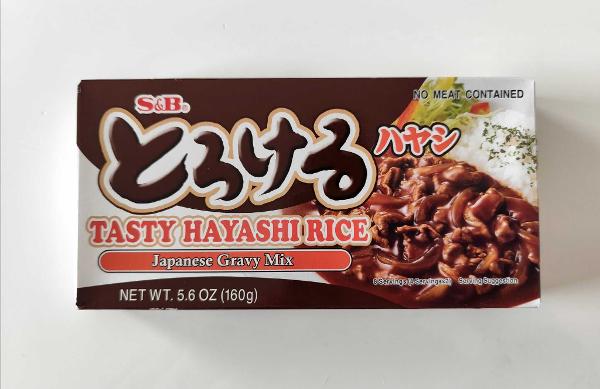 NO MEAT CONTAINED
S&B®
とろける
ハヤシ
TASTY HAYASHI RICE
Japanese Gravy Mix
Serving Suggestion
NET WT. 5.6 OZ (160g)